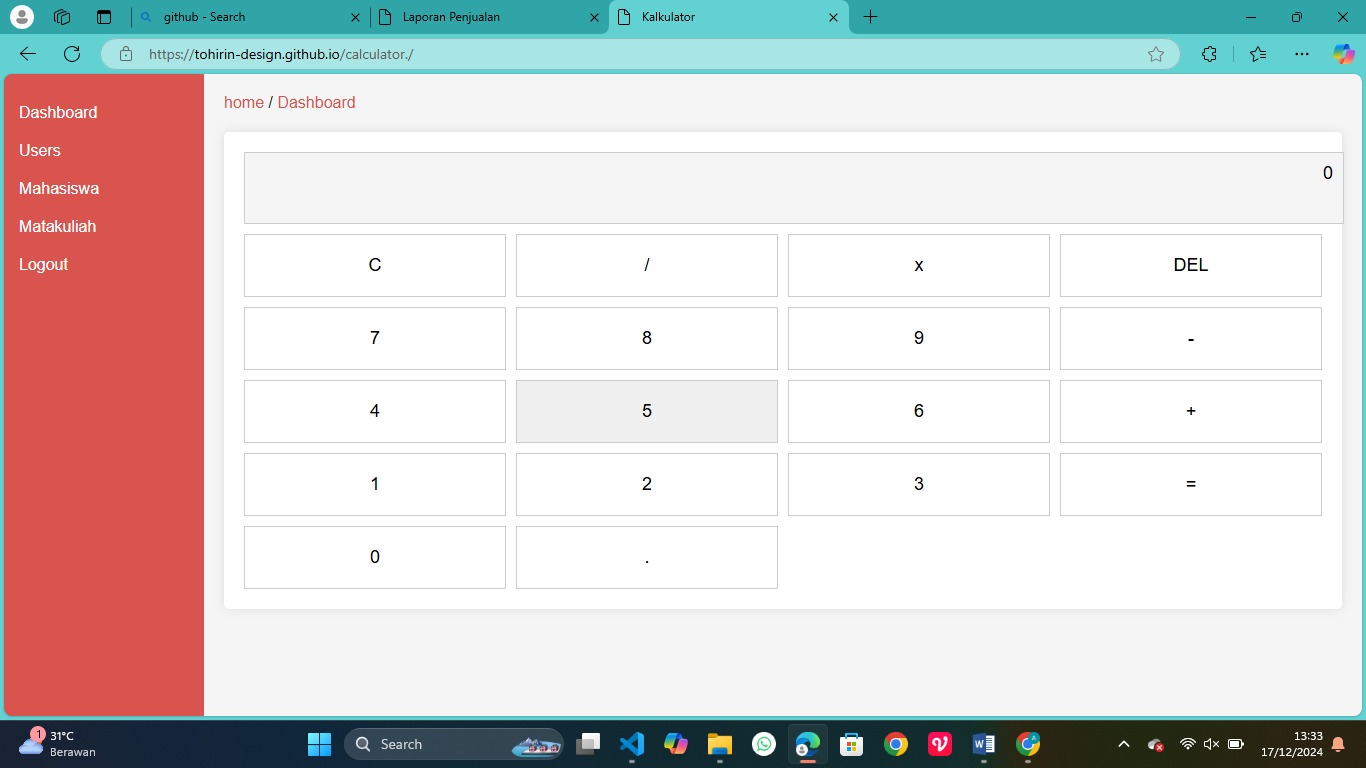 github - Search
Laporan Penjualan
Kalkulator
https://tohirin-design.github.io/calculator./
Dashboard
Users
Mahasiswa
Matakuliah
Logout
home / Dashboard
0
C / x DEL
7 8 9 -
4 5 6 +
1 2 3 =
0 .
1
31°C
Berawan
Search
13:33
17/12/2024